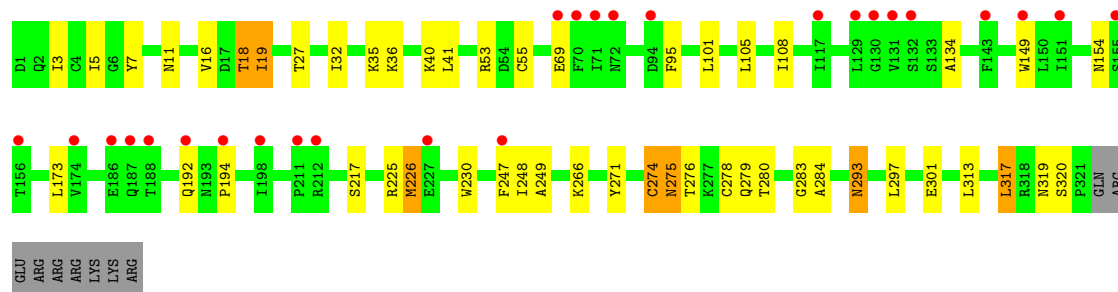 D1 Q2 I3 C4 I5 G6 Y7 N11 V16 D17 T18 I19 T27 I32 K35 K36 K40 L41 R53 D54 C55 E69 F70 I71 N72 D94 F95 L101 L105 I108 I117 L129 G130 V131 S132 S133 A134 F143 W149 L150 I151 N154 S155
T156 L173 V174 E186 Q187 T188 Q192 N193 P194 I198 P211 R212 S217 R225 M226 E227 W230 F247 I248 A249 K266 Y271 C274 N275 T276 K277 C278 Q279 T280 G283 A284 N293 L297 E301 L313 L317 R318 N319 S320 P321 GLN ARG
GLU ARG ARG ARG LYS LYS ARG